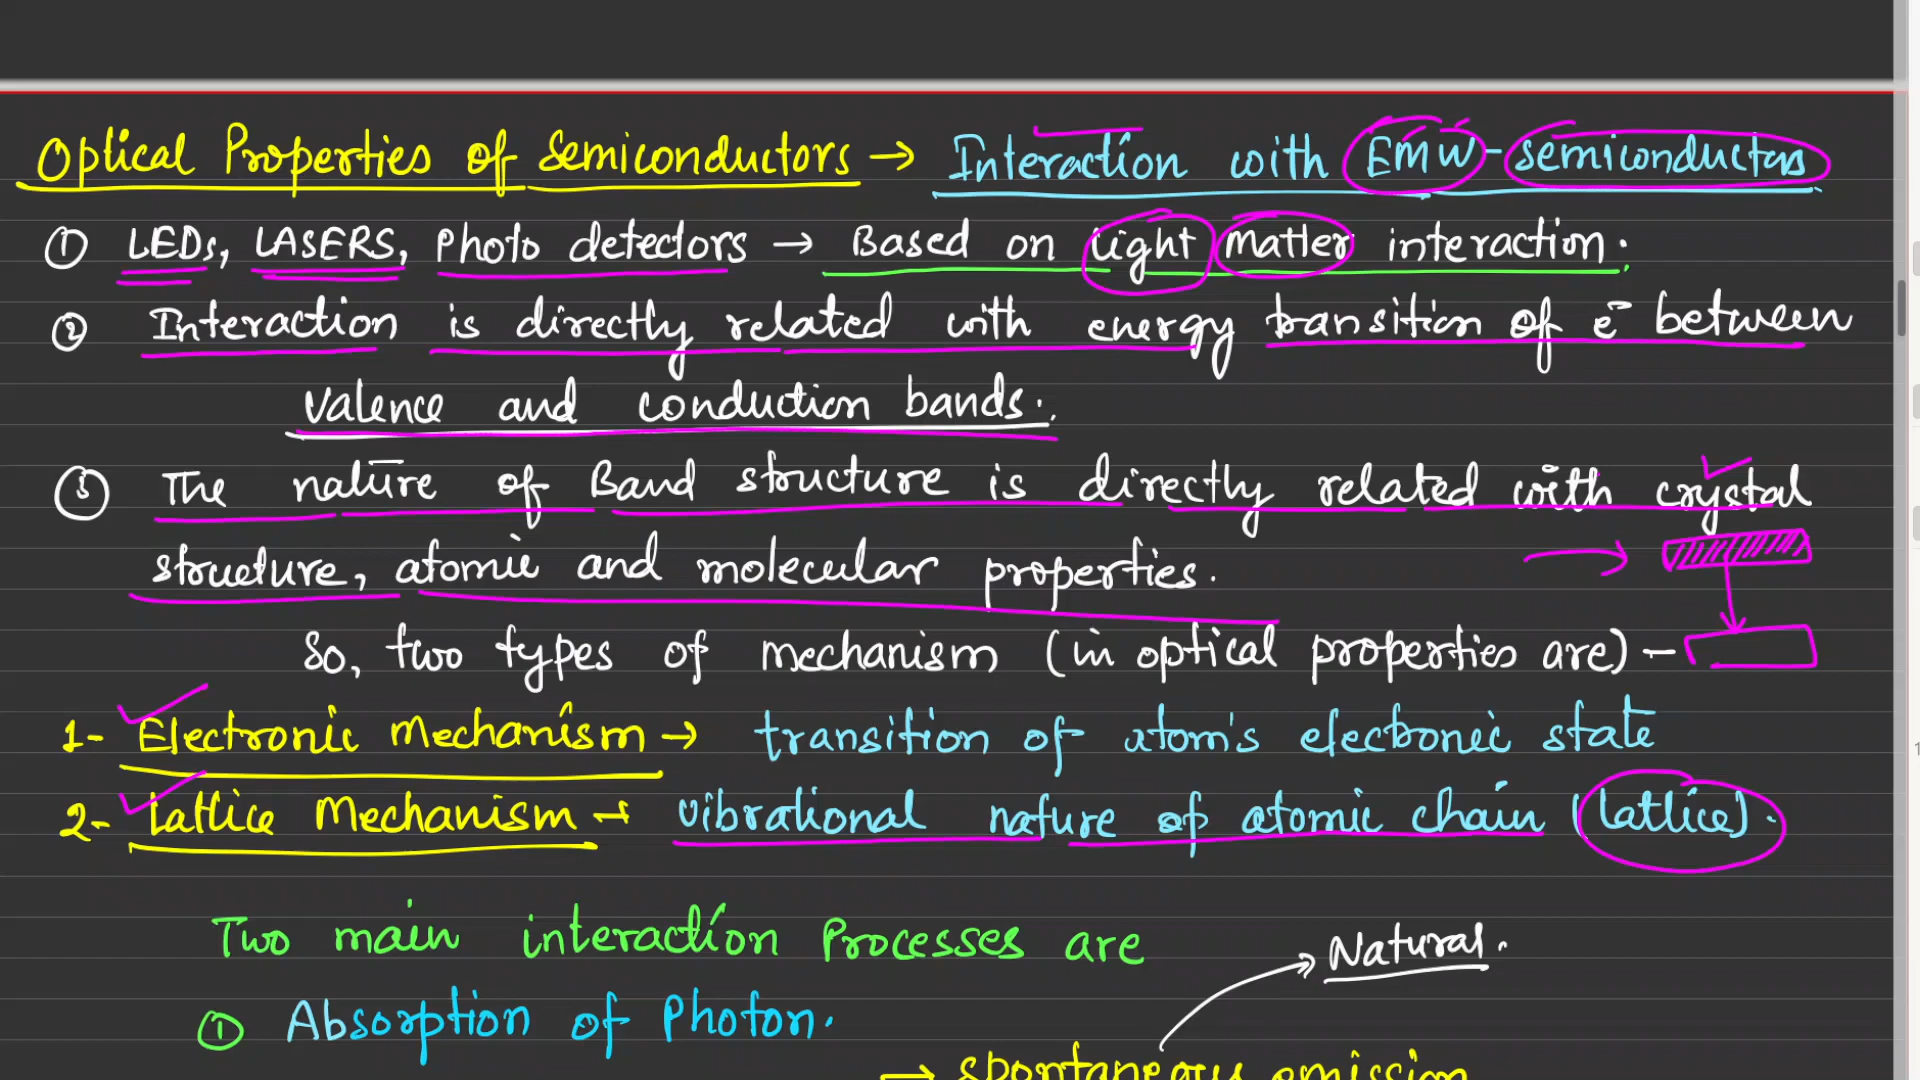 Optical Properties of Semiconductors → Interaction with EMW-semiconductors
① LEDs, LASERS, Photo detectors → Based on Light Matter interaction.
② Interaction is directly related with energy transition of e⁻ between
valence and conduction bands.
③ The nature of Band structure is directly related with crystal
structure, atomic and molecular properties.
So, two types of mechanism (in optical properties are) -
1- Electronic Mechanism → transition of atom's electronic state
2- Lattice Mechanism → vibrational nature of atomic chain (lattice).
Two main interaction Processes are
→ Natural.
① Absorption of Photon.
→ spontaneous emission